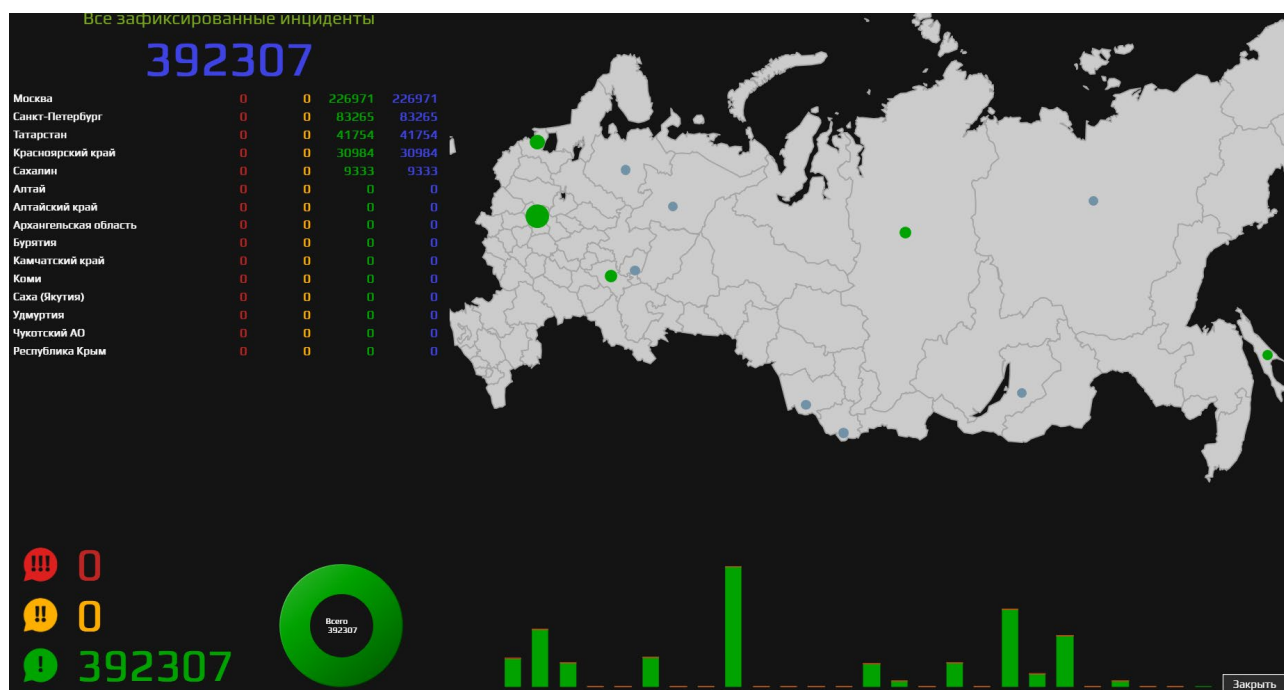 Все зафиксированные инциденты
392307
Москва 0 0 226971 226971
Санкт-Петербург 0 0 83265 83265
Татарстан 0 0 41754 41754
Красноярский край 0 0 30984 30984
Сахалин 0 0 9333 9333
Алтай 0 0 0 0
Алтайский край 0 0 0 0
Архангельская область 0 0 0 0
Бурятия 0 0 0 0
Камчатский край 0 0 0 0
Коми 0 0 0 0
Саха (Якутия) 0 0 0 0
Удмуртия 0 0 0 0
Чукотский АО 0 0 0 0
Республика Крым 0 0 0 0
!!! 0
!! 0
! 392307
Всего
392307
Закрыть